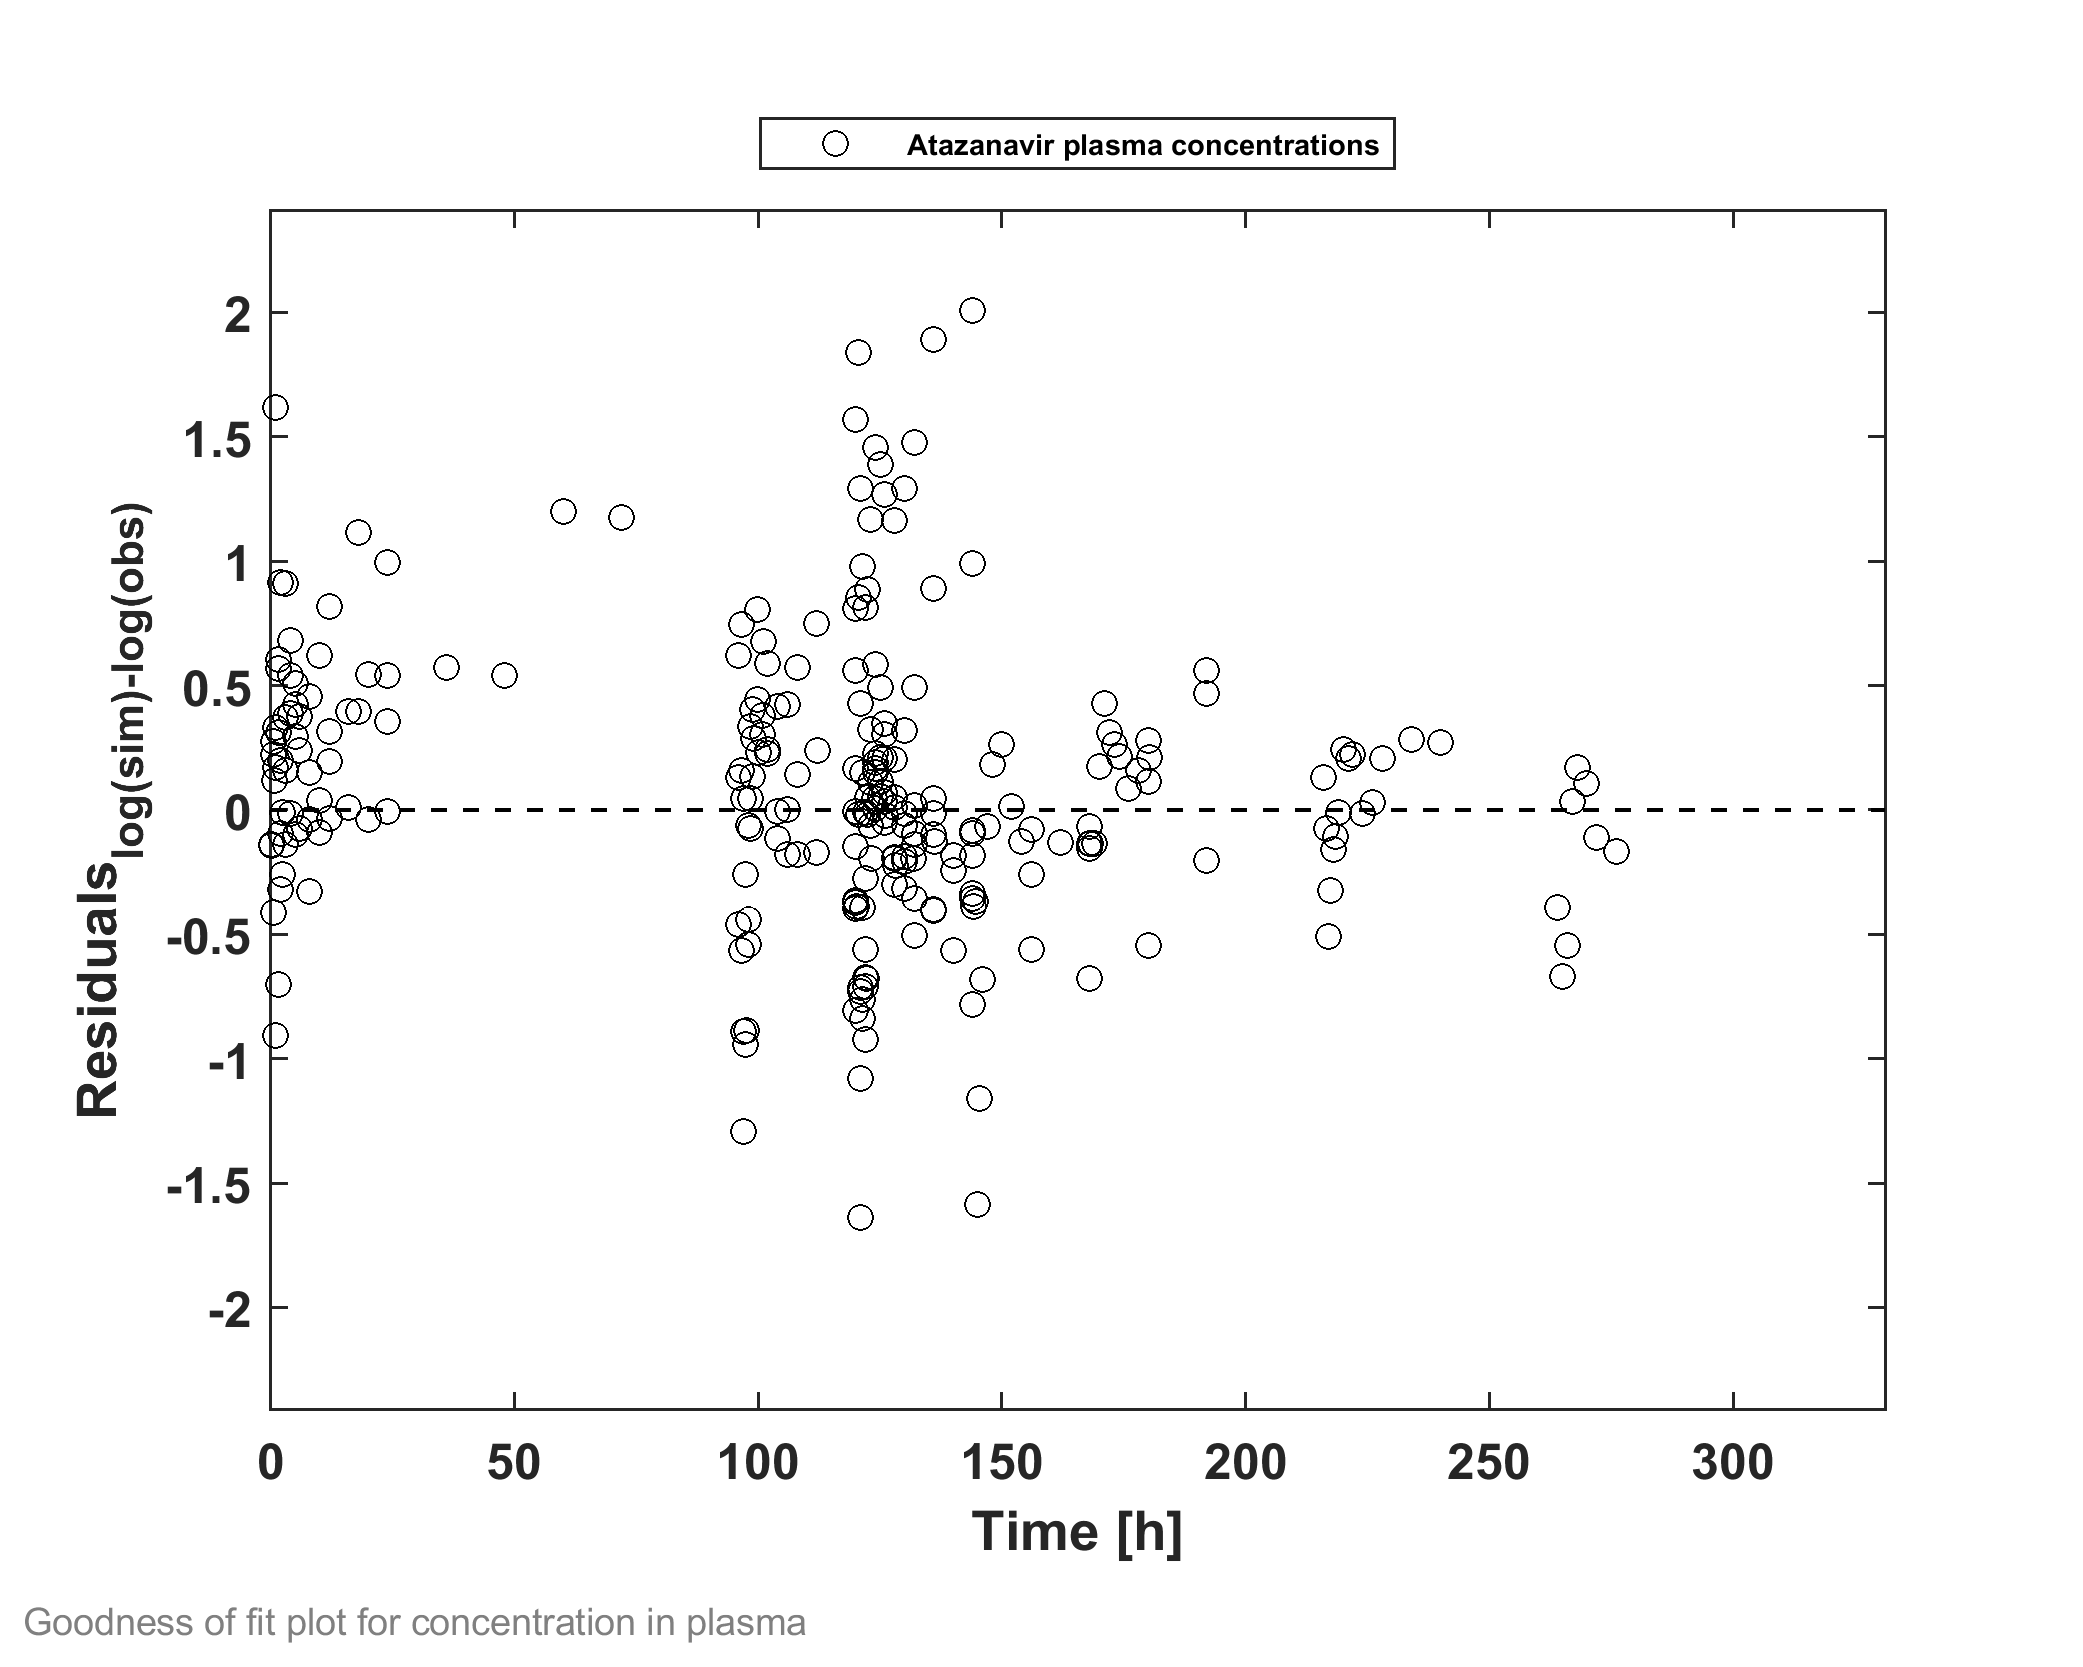 Atazanavir plasma concentrations
2
1.5
1
0.5
0
-0.5
-1
-1.5
-2
Residuals log(sim)-log(obs)
0 50 100 150 200 250 300
Time [h]
Goodness of fit plot for concentration in plasma